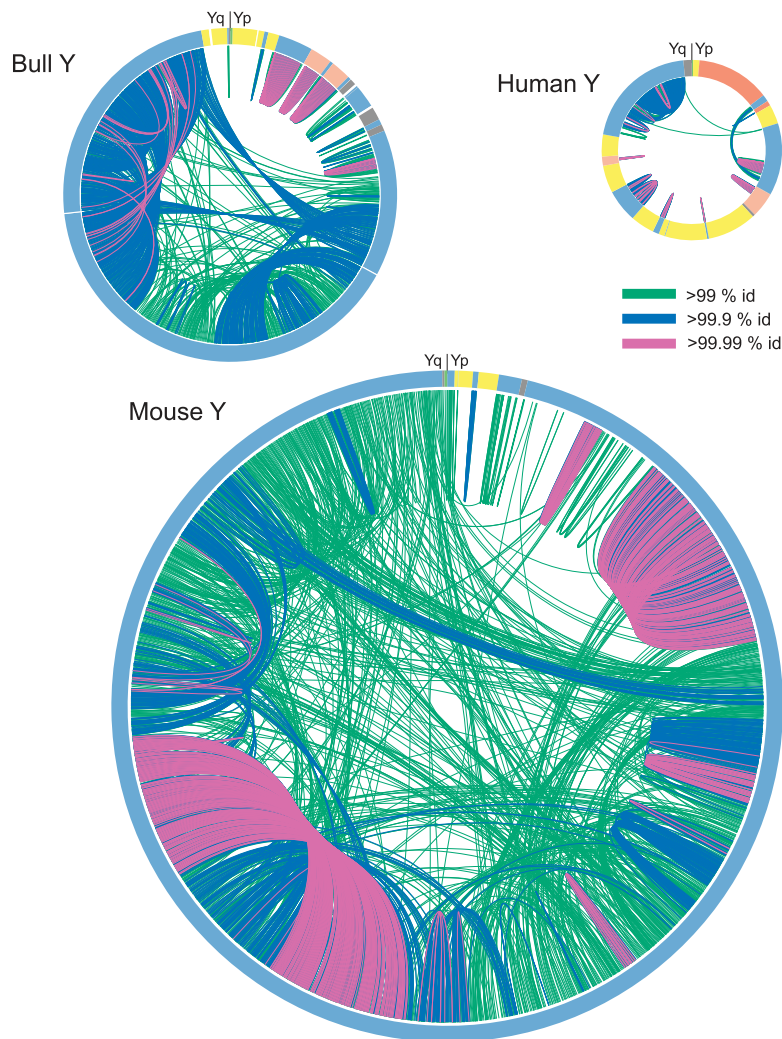 Yq Yp
Bull Y
Yq Yp
Human Y
>99 % id
>99.9 % id
>99.99 % id
Yq Yp
Mouse Y